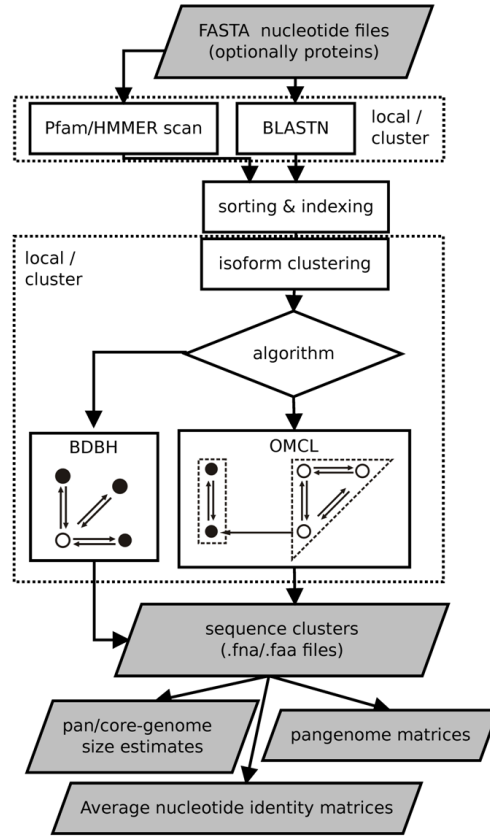 FASTA nucleotide files
(optionally proteins)
Pfam/HMMER scan
BLASTN
local /
cluster
sorting & indexing
local /
cluster
isoform clustering
algorithm
BDBH
OMCL
sequence clusters
(.fna/.faa files)
pan/core-genome
size estimates
pangenome matrices
Average nucleotide identity matrices